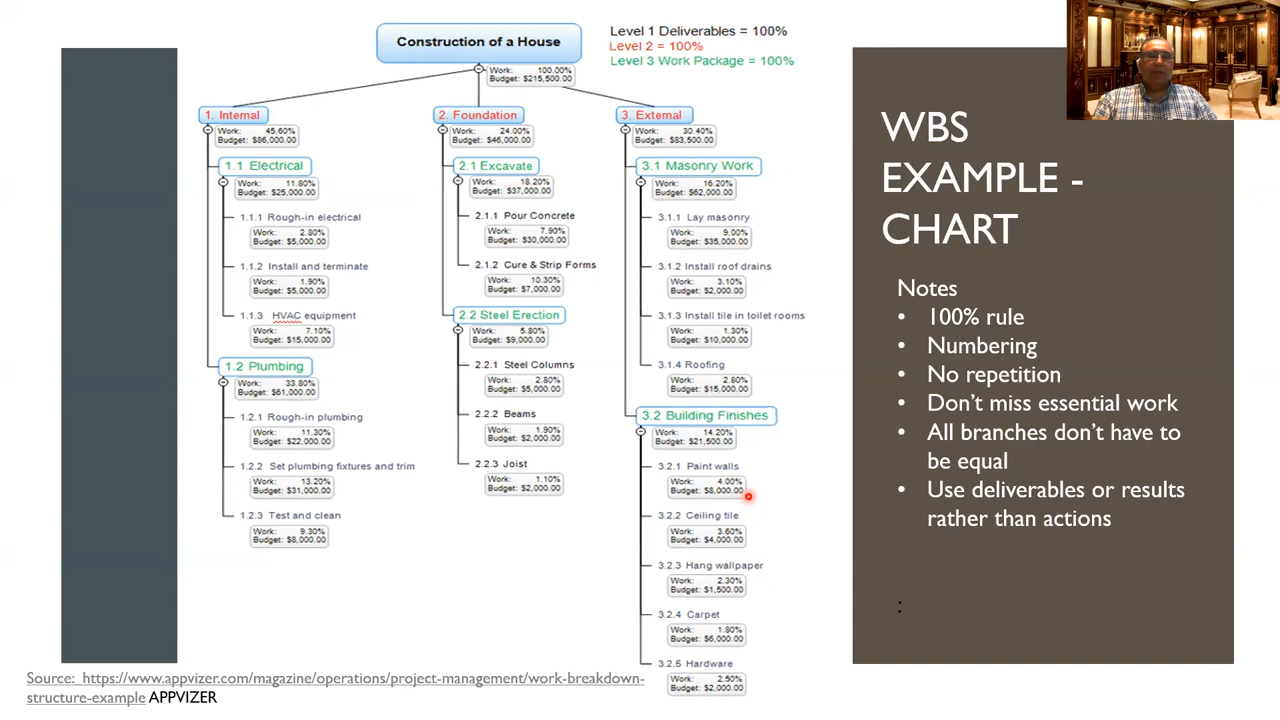 Construction of a House
Work: 100.00%
Budget: $215,500.00
Level 1 Deliverables = 100%
Level 2 = 100%
Level 3 Work Package = 100%
1. Internal
Work: 45.60%
Budget: $86,000.00
1.1 Electrical
Work: 11.80%
Budget: $25,000.00
1.1.1 Rough-in electrical
Work: 2.80%
Budget: $5,000.00
1.1.2 Install and terminate
Work: 1.90%
Budget: $5,000.00
1.1.3 HVAC equipment
Work: 7.10%
Budget: $15,000.00
1.2 Plumbing
Work: 33.80%
Budget: $61,000.00
1.2.1 Rough-in plumbing
Work: 11.30%
Budget: $22,000.00
1.2.2 Set plumbing fixtures and trim
Work: 13.20%
Budget: $31,000.00
1.2.3 Test and clean
Work: 9.30%
Budget: $8,000.00
2. Foundation
Work: 24.00%
Budget: $46,000.00
2.1 Excavate
Work: 18.20%
Budget: $37,000.00
2.1.1 Pour Concrete
Work: 7.90%
Budget: $30,000.00
2.1.2 Cure & Strip Forms
Work: 10.30%
Budget: $7,000.00
2.2 Steel Erection
Work: 5.80%
Budget: $9,000.00
2.2.1 Steel Columns
Work: 2.80%
Budget: $5,000.00
2.2.2 Beams
Work: 1.90%
Budget: $2,000.00
2.2.3 Joist
Work: 1.10%
Budget: $2,000.00
3. External
Work: 30.40%
Budget: $83,500.00
3.1 Masonry Work
Work: 16.20%
Budget: $62,000.00
3.1.1 Lay masonry
Work: 9.00%
Budget: $35,000.00
3.1.2 Install roof drains
Work: 3.10%
Budget: $2,000.00
3.1.3 Install tile in toilet rooms
Work: 1.30%
Budget: $10,000.00
3.1.4 Roofing
Work: 2.80%
Budget: $15,000.00
3.2 Building Finishes
Work: 14.20%
Budget: $21,500.00
3.2.1 Paint walls
Work: 4.00%
Budget: $8,000.00
3.2.2 Ceiling tile
Work: 3.60%
Budget: $4,000.00
3.2.3 Hang wallpaper
Work: 2.30%
Budget: $1,500.00
3.2.4 Carpet
Work: 1.80%
Budget: $6,000.00
3.2.5 Hardware
Work: 2.50%
Budget: $2,000.00
WBS
EXAMPLE -
CHART
Notes
• 100% rule
• Numbering
• No repetition
• Don't miss essential work
• All branches don't have to
be equal
• Use deliverables or results
rather than actions
:
Source: https://www.appvizer.com/magazine/operations/project-management/work-breakdown-
structure-example APPVIZER